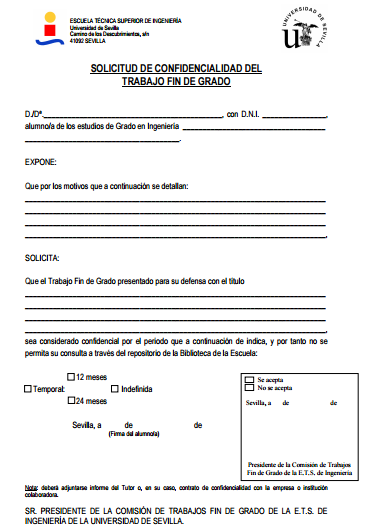 ESCUELA TÉCNICA SUPERIOR DE INGENIERÍA
Universidad de Sevilla
Camino de los Descubrimientos, s/n
41092 SEVILLA
UNIVERSIDAD DE SEVILLA
SOLICITUD DE CONFIDENCIALIDAD DEL
TRABAJO FIN DE GRADO
D./Dª. , con D.N.I. ,
alumno/a de los estudios de Grado en Ingeniería
.
EXPONE:
Que por los motivos que a continuación se detallan:
SOLICITA:
Que el Trabajo Fin de Grado presentado para su defensa con el título
sea considerado confidencial por el periodo que a continuación de indica, y por tanto no se
permita su consulta a través del repositorio de la Biblioteca de la Escuela:
12 meses
Temporal: Indefinida
24 meses
Sevilla, a de de
(Firma del alumno/a)
Se acepta
No se acepta
Sevilla, a de de
Presidente de la Comisión de Trabajos
Fin de Grado de la E.T.S. de Ingeniería
Nota: deberá adjuntarse informe del Tutor o, en su caso, contrato de confidencialidad con la empresa o institución
colaboradora.
SR. PRESIDENTE DE LA COMISIÓN DE TRABAJOS FIN DE GRADO DE LA E.T.S. DE
INGENIERÍA DE LA UNIVERSIDAD DE SEVILLA.